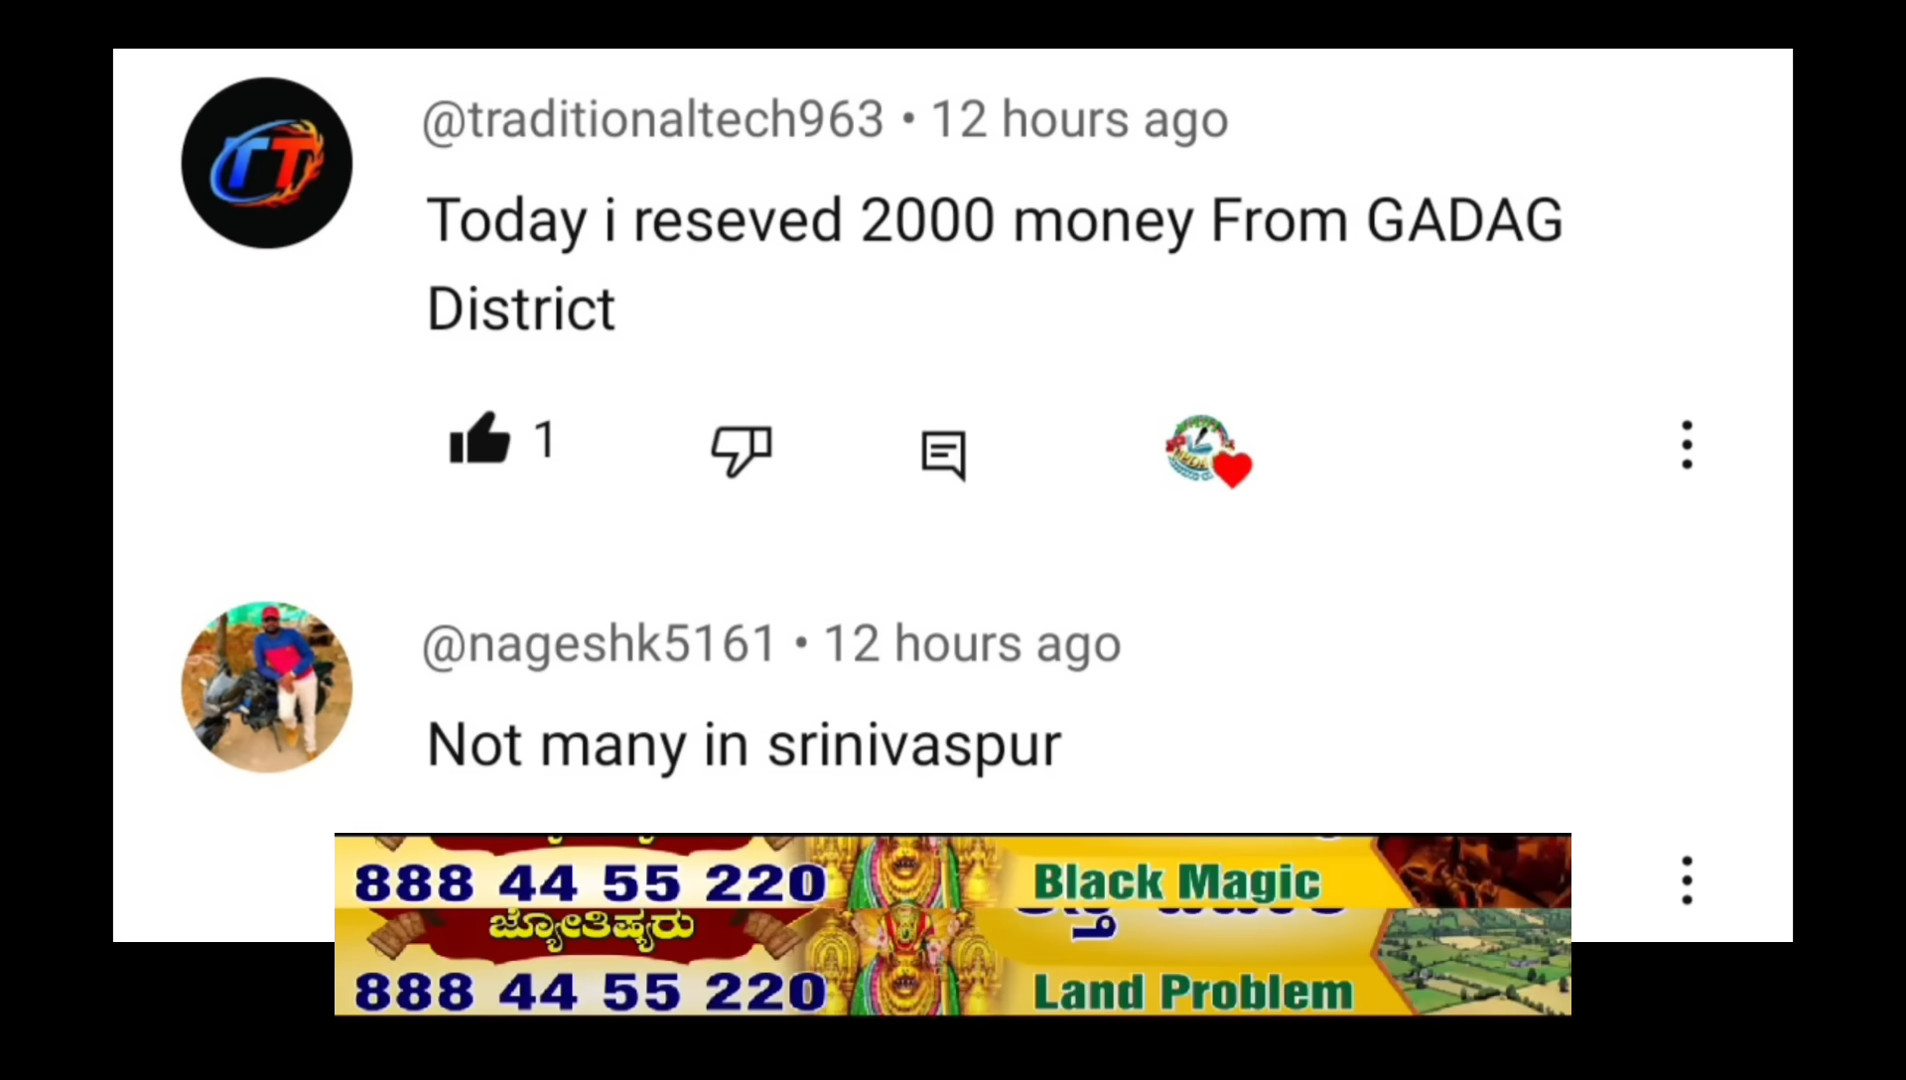 @traditionaltech963 • 12 hours ago
Today i reseved 2000 money From GADAG
District
1
@nageshk5161 • 12 hours ago
Not many in srinivaspur
888 44 55 220
Black Magic
ಜ್ಯೋತಿಷ್ಯರು
888 44 55 220
Land Problem